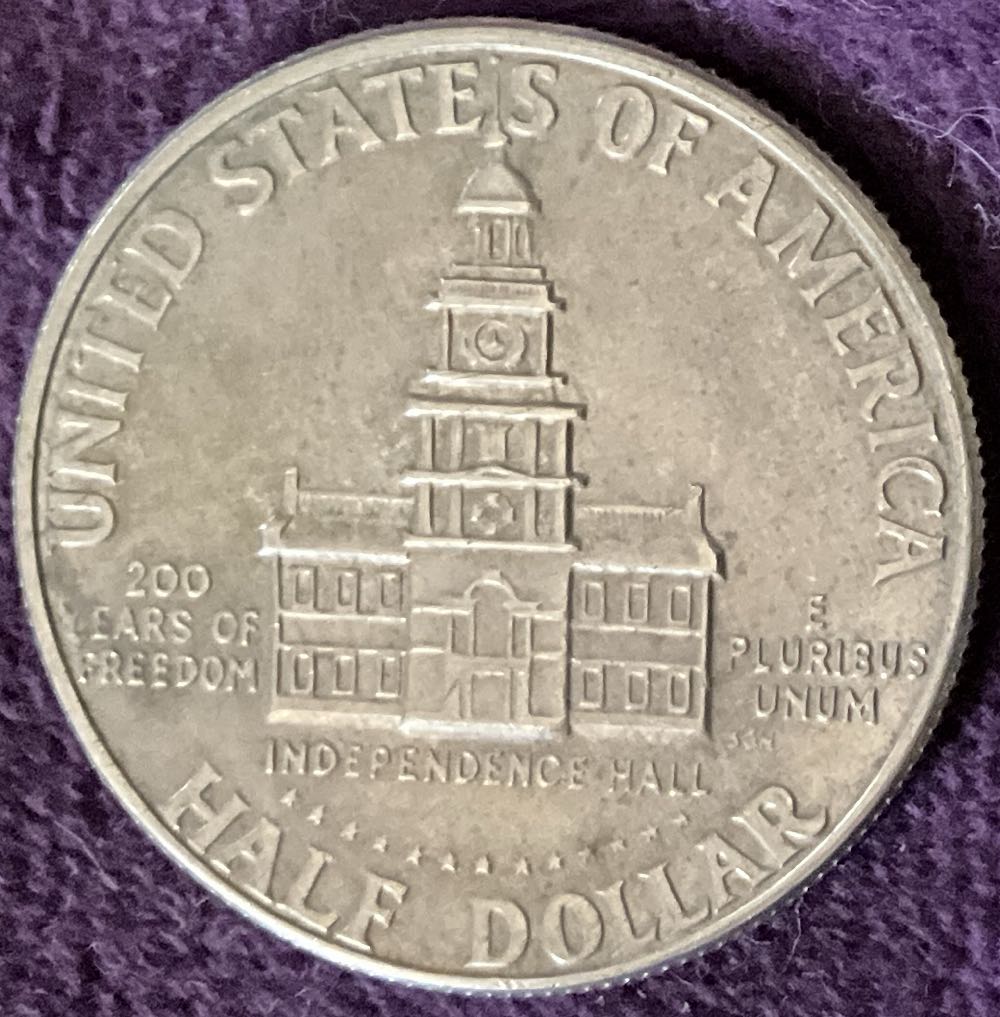 UNITED STATES OF AMERICA
200
YEARS OF
FREEDOM
E
PLURIBUS
UNUM
INDEPENDENCE HALL
HALF DOLLAR